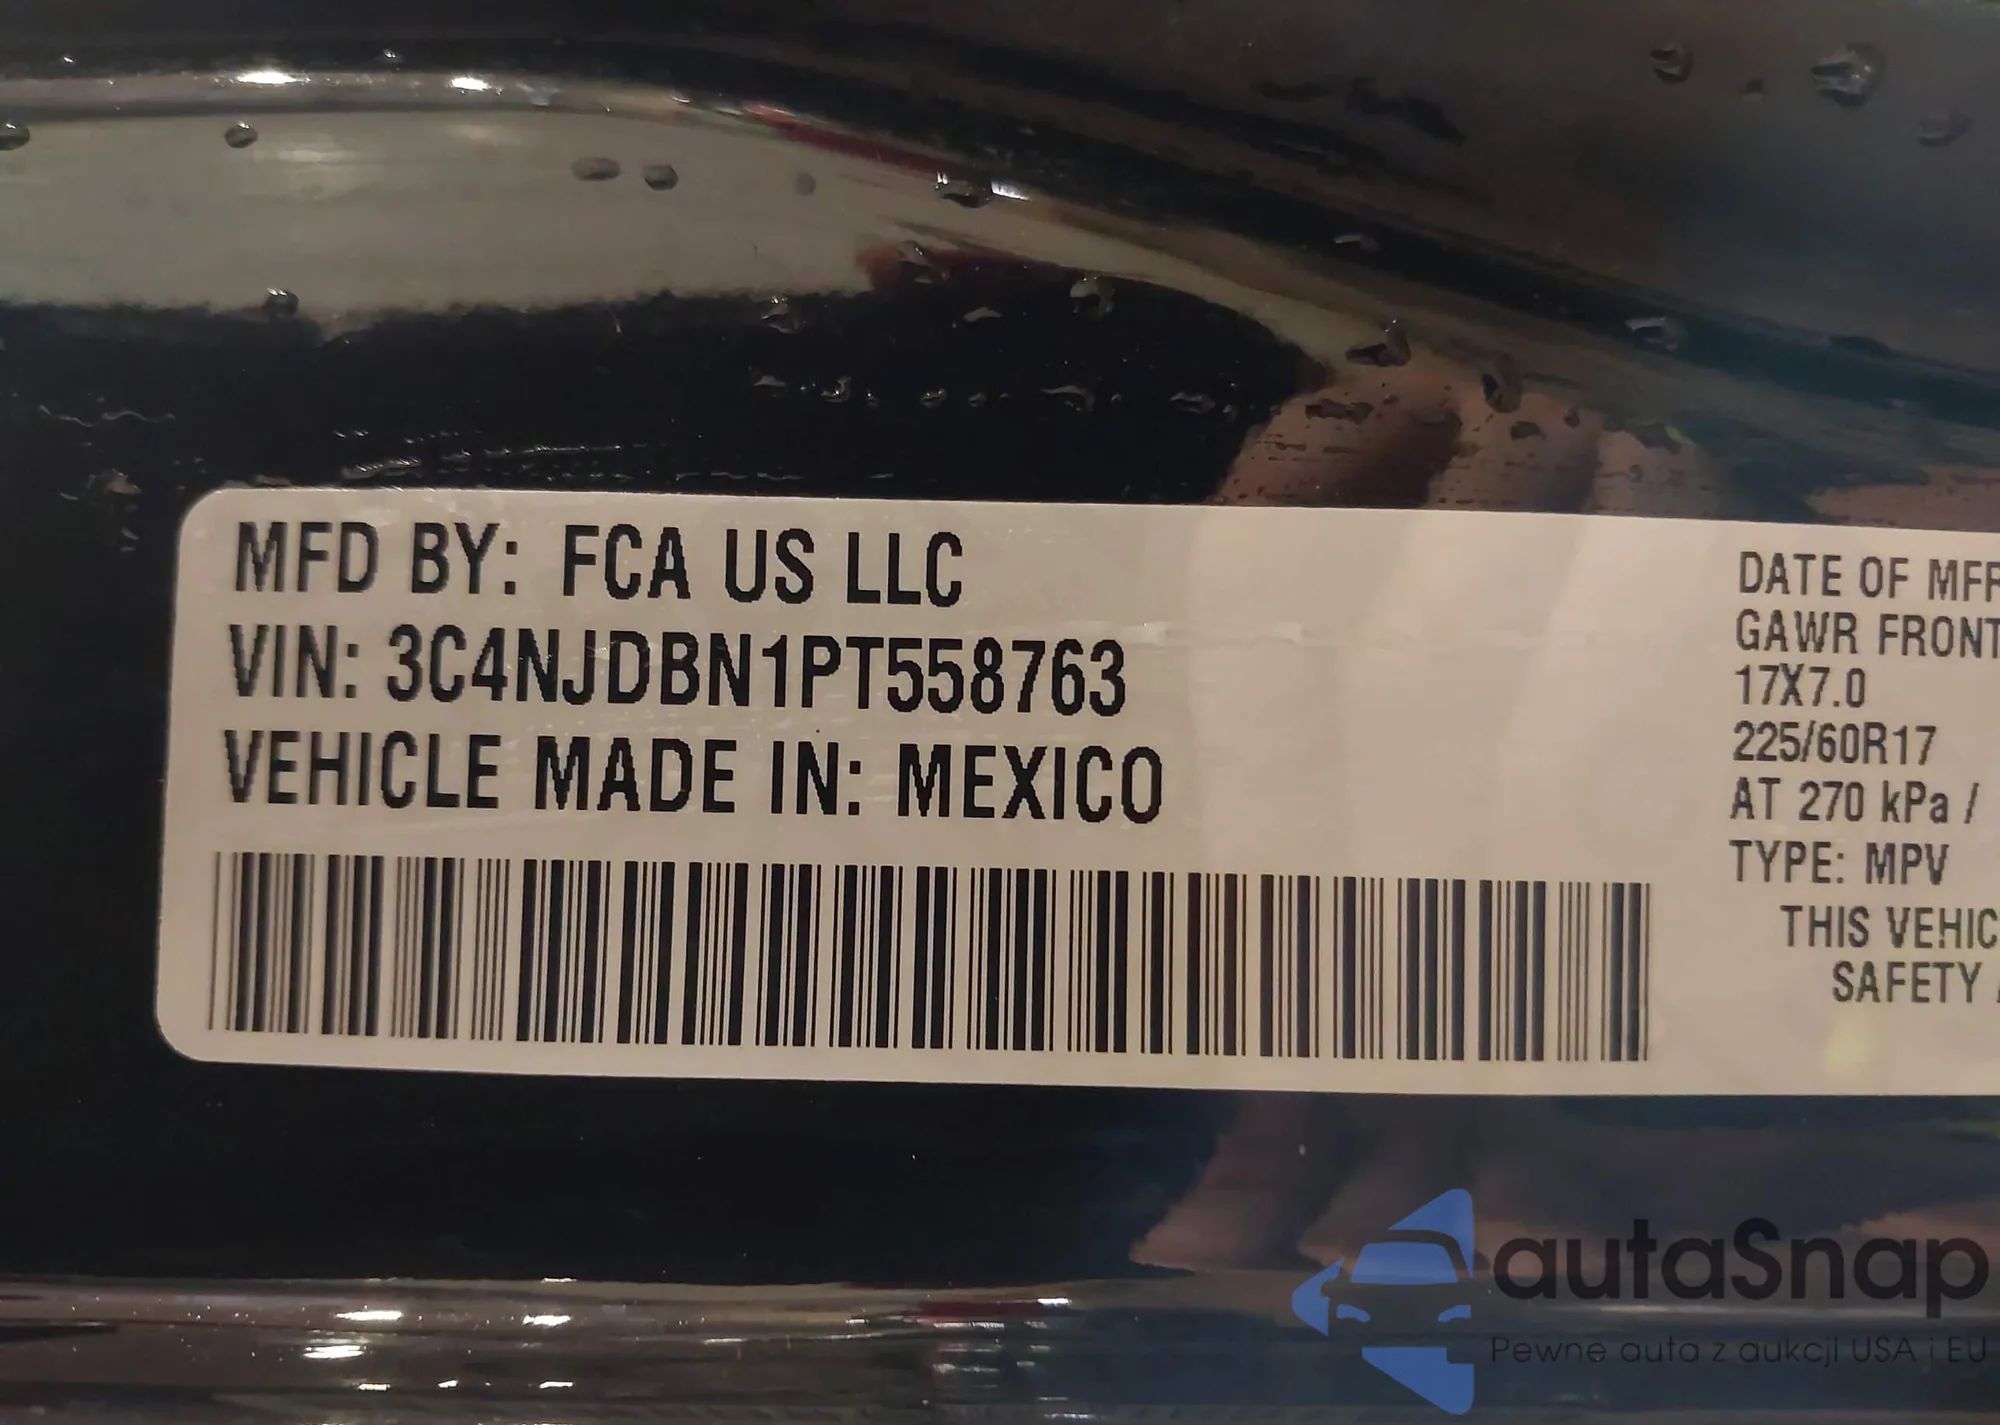 MFD BY: FCA US LLC
VIN: 3C4NJDBN1PT558763
VEHICLE MADE IN: MEXICO
DATE OF MFR
GAWR FRONT
17X7.0
225/60R17
AT 270 kPa /
TYPE: MPV
THIS VEHIC
SAFETY
autaSnap
Pewne auta z aukcji USA i EU